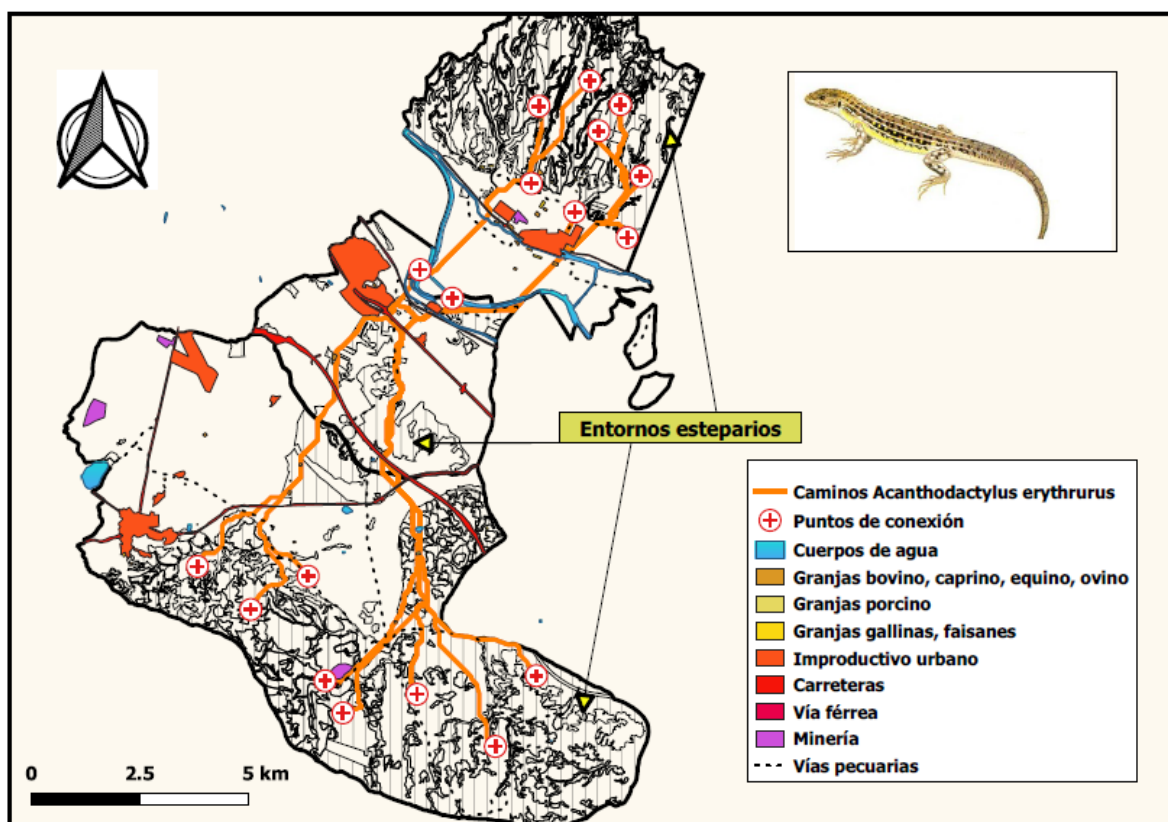 Entornos esteparios
Caminos Acanthodactylus erythrurus
Puntos de conexión
Cuerpos de agua
Granjas bovino, caprino, equino, ovino
Granjas porcino
Granjas gallinas, faisanes
Improductivo urbano
Carreteras
Vía férrea
Minería
Vías pecuarias
0 2.5 5 km